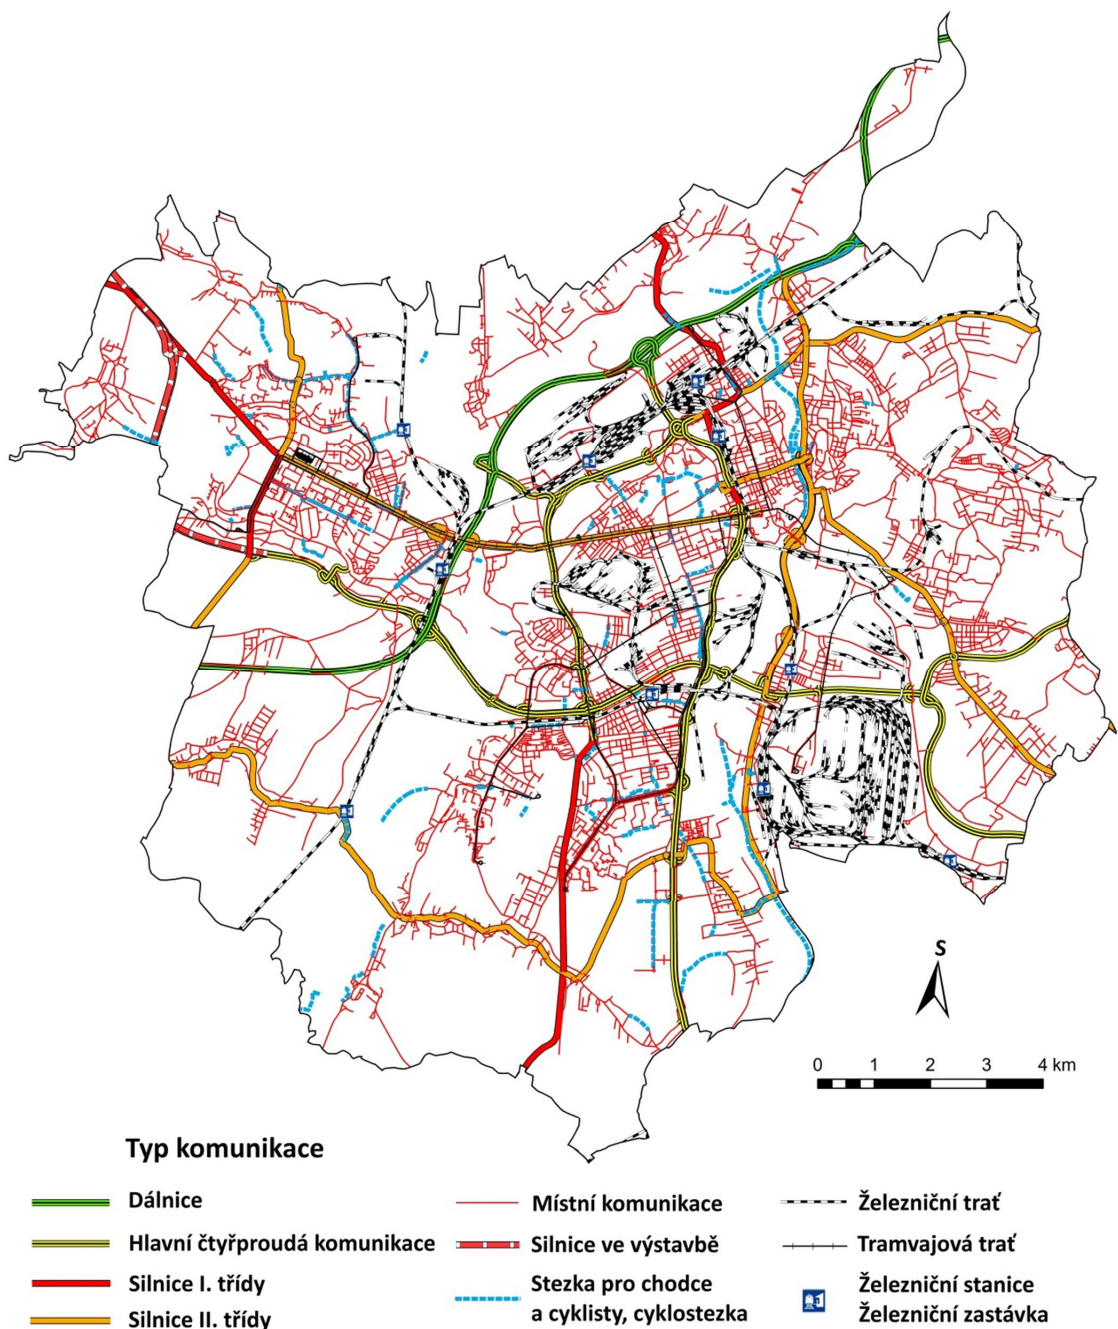 S
0 1 2 3 4 km
Typ komunikace
Dálnice
Hlavní čtyřproudá komunikace
Silnice I. třídy
Silnice II. třídy
Místní komunikace
Silnice ve výstavbě
Stezka pro chodce
a cyklisty, cyklostezka
Železniční trať
Tramvajová trať
Železniční stanice
Železniční zastávka